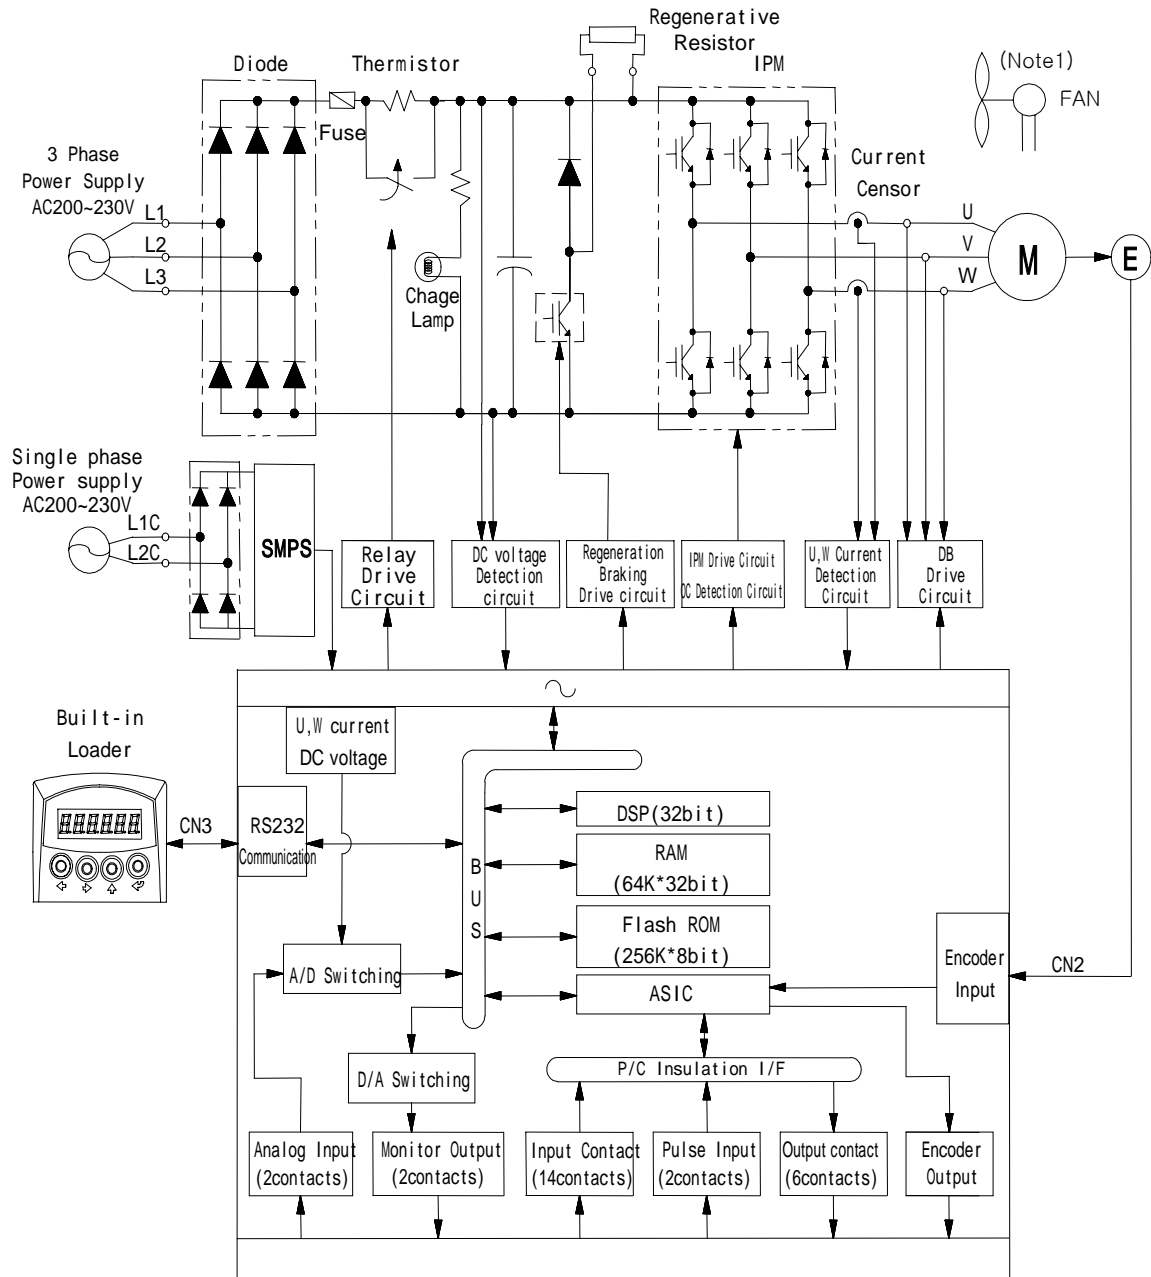 Regenerative
Resistor
Diode
Thermistor
IPM
(Note1)
FAN
Fuse
3 Phase
Power Supply
AC200~230V
L1
L2
L3
Chage
Lamp
Current
Censor
U
V
W
M
E
Single phase
Power supply
AC200~230V
L1C
L2C
SMPS
Relay
Drive
Circuit
DC voltage
Detection
circuit
Regeneration
Braking
Drive circuit
IPM Drive Circuit
OC Detection Circuit
U,W Current
Detection
Circuit
DB
Drive
Circuit
Built-in
Loader
U,W current
DC voltage
CN3
RS232
Communication
BUS
DSP(32bit)
RAM
(64K*32bit)
Flash ROM
(256K*8bit)
ASIC
A/D Switching
Encoder
Input
CN2
D/A Switching
P/C Insulation I/F
Analog Input
(2contacts)
Monitor Output
(2contacts)
Input Contact
(14contacts)
Pulse Input
(2contacts)
Output contact
(6contacts)
Encoder
Output